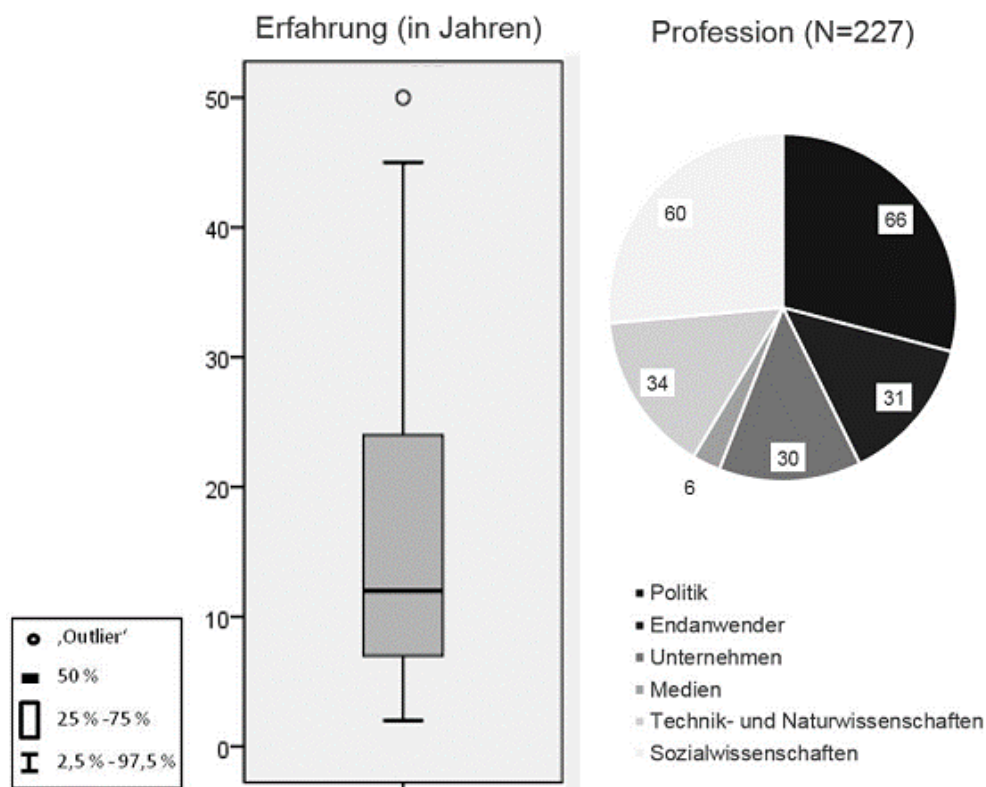 Erfahrung (in Jahren)
50
40
30
20
10
0
‚Outlier‘
50 %
25 % -75 %
2,5 % - 97,5 %
Profession (N=227)
60
66
34
31
30
6
Politik
Endanwender
Unternehmen
Medien
Technik- und Naturwissenschaften
Sozialwissenschaften